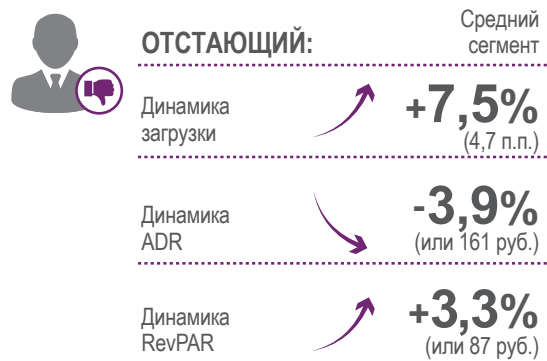 ОТСТАЮЩИЙ:
Средний
сегмент
Динамика
загрузки
+7,5%
(4,7 п.п.)
Динамика
ADR
-3,9%
(или 161 руб.)
Динамика
RevPAR
+3,3%
(или 87 руб.)